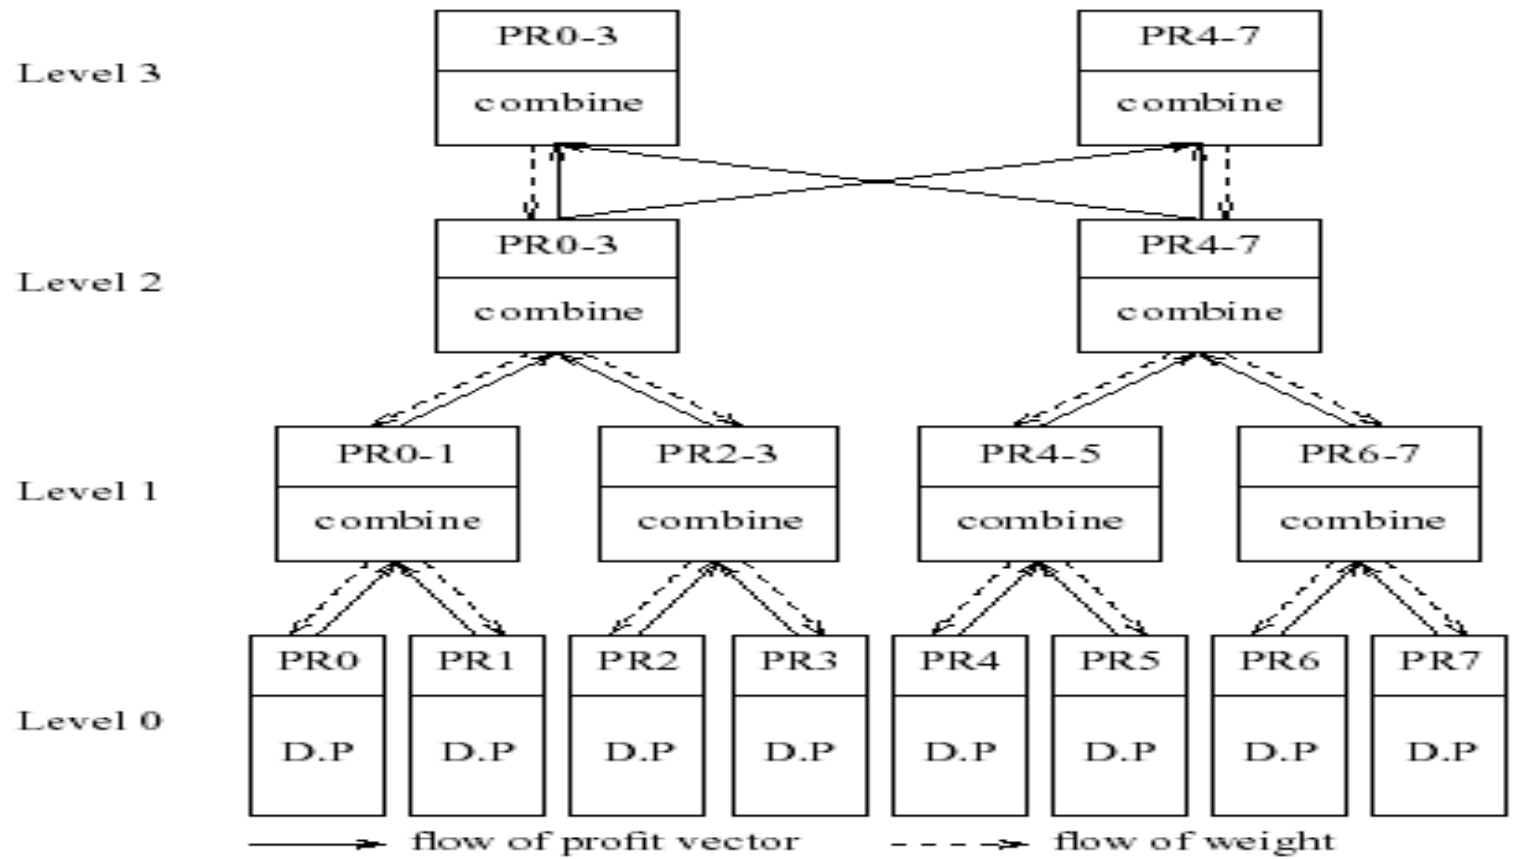 PR0-3 PR4-7
Level 3
combine combine
PR0-3 PR4-7
Level 2
combine combine
PR0-1 PR2-3 PR4-5 PR6-7
Level 1
combine combine combine combine
PR0 PR1 PR2 PR3 PR4 PR5 PR6 PR7
Level 0
D.P D.P D.P D.P D.P D.P D.P D.P
flow of profit vector flow of weight